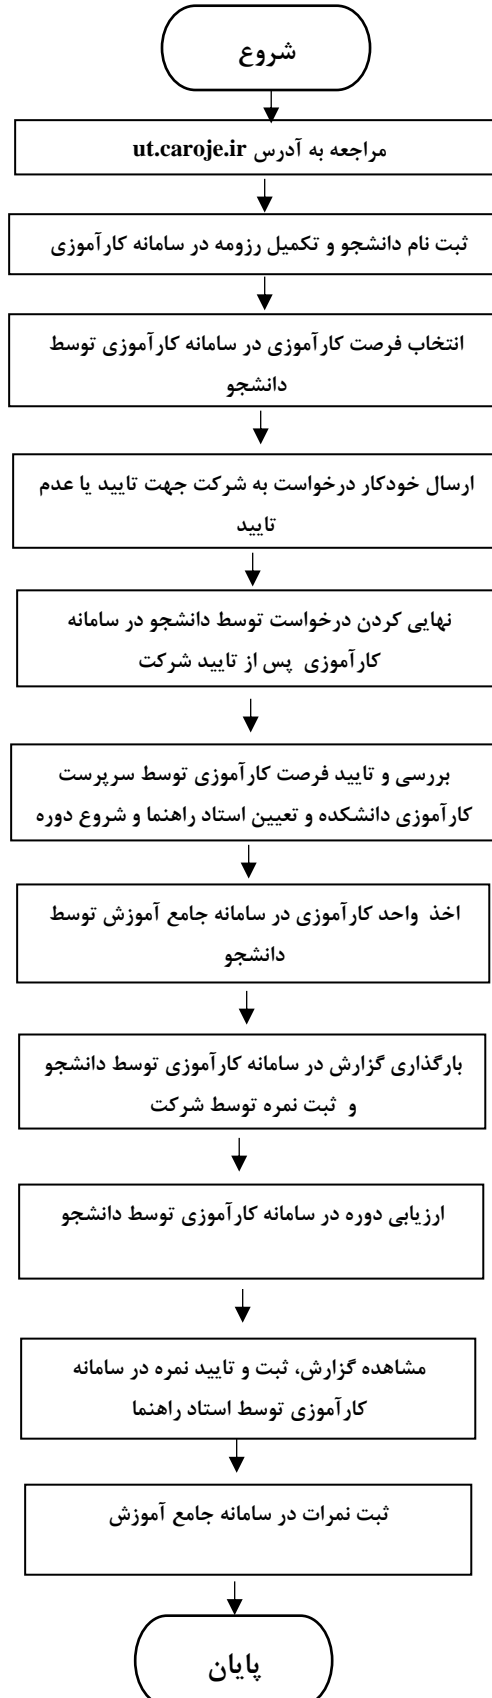 شروع
مراجعه به آدرس ut.caroje.ir
ثبت نام دانشجو و تکمیل رزومه در سامانه کارآموزی
انتخاب فرصت کارآموزی در سامانه کارآموزی توسط
دانشجو
ارسال خودکار درخواست به شرکت جهت تایید یا عدم
تایید
نهایی کردن درخواست توسط دانشجو در سامانه
کارآموزی پس از تایید شرکت
بررسی و تایید فرصت کارآموزی توسط سرپرست
کارآموزی دانشکده و تعیین استاد راهنما و شروع دوره
اخذ واحد کارآموزی در سامانه جامع آموزش توسط
دانشجو
بارگذاری گزارش در سامانه کارآموزی توسط دانشجو
و ثبت نمره توسط شرکت
ارزیابی دوره در سامانه کارآموزی توسط دانشجو
مشاهده گزارش، ثبت و تایید نمره در سامانه
کارآموزی توسط استاد راهنما
ثبت نمرات در سامانه جامع آموزش
پایان